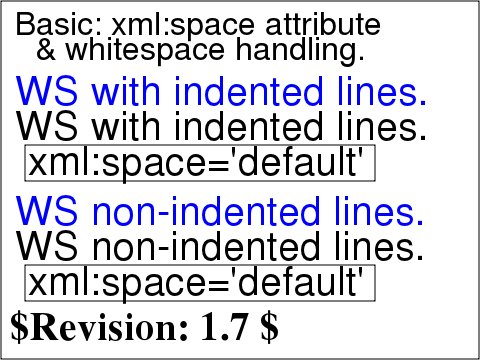 Basic: xml:space attribute
& whitespace handling.
WS with indented lines.
WS with indented lines.
xml:space='default'
WS non-indented lines.
WS non-indented lines.
xml:space='default'
$Revision: 1.7 $